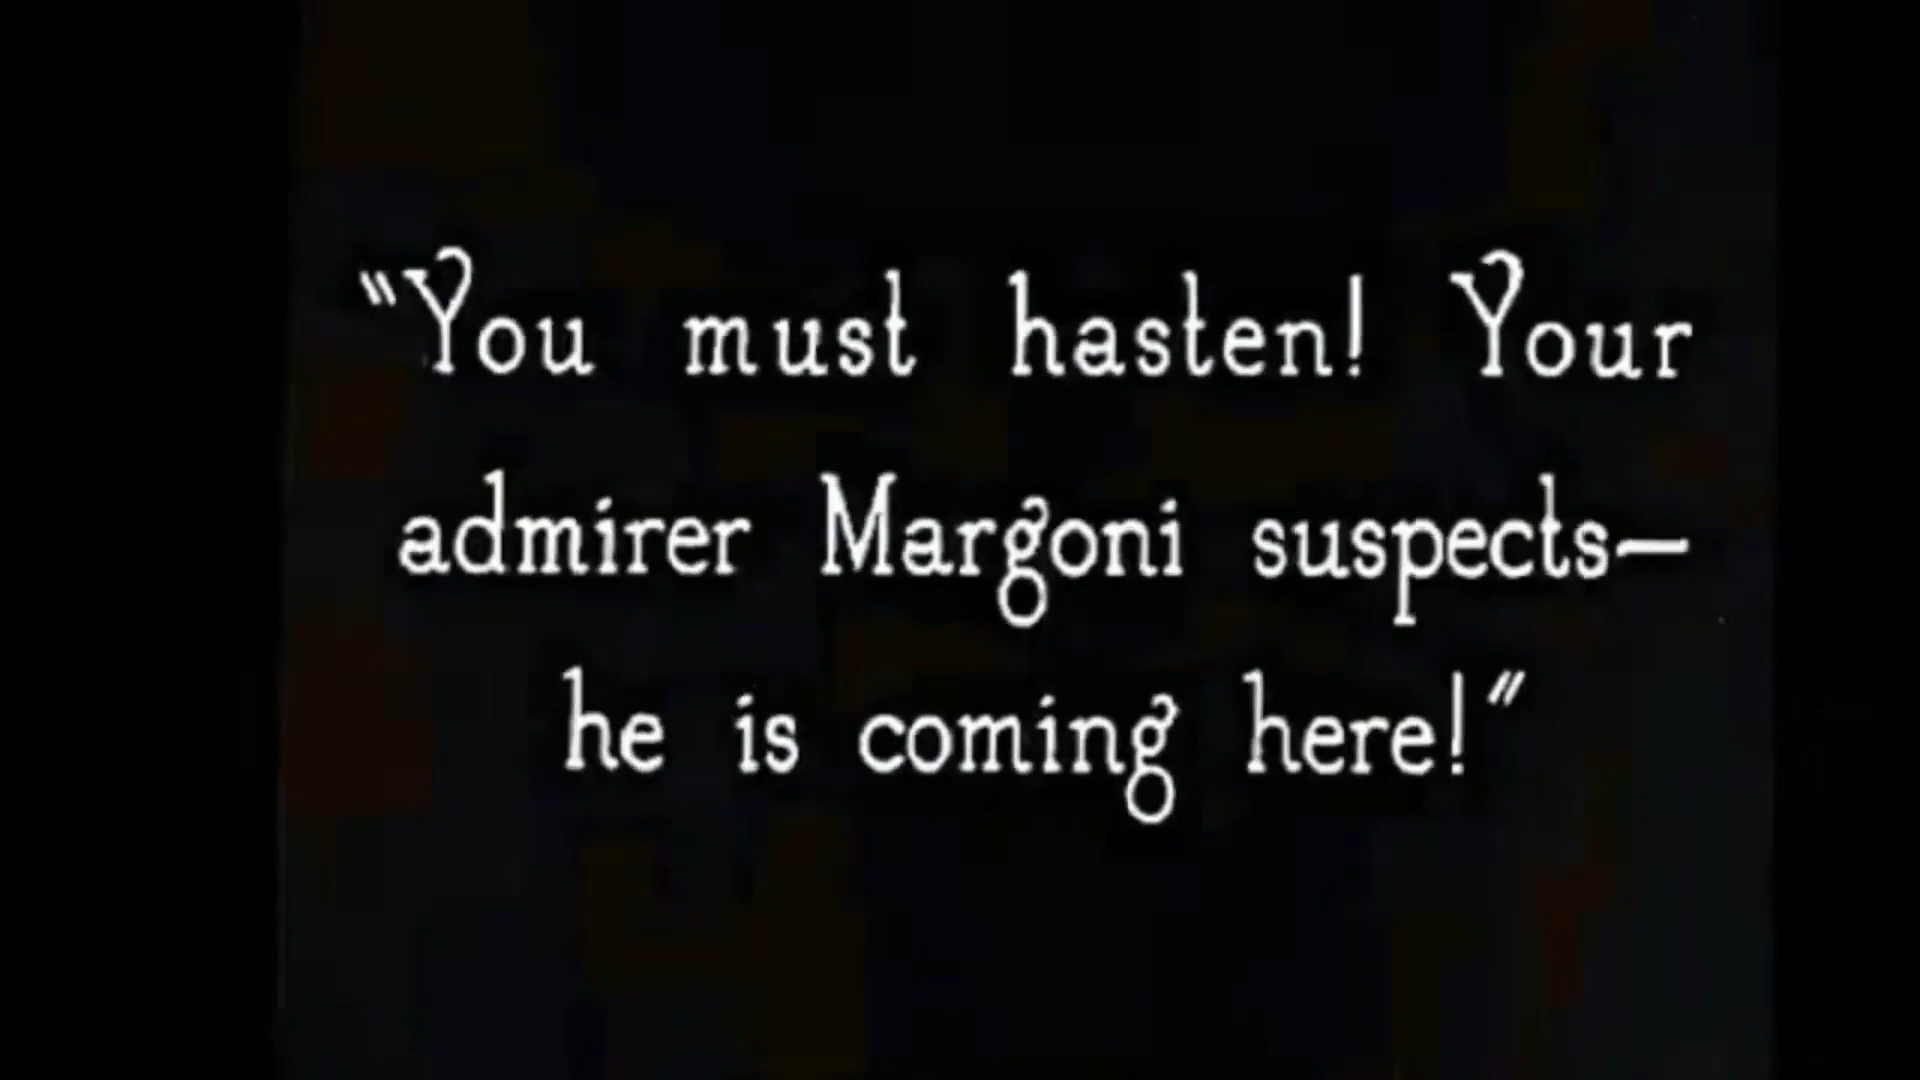 “You must hasten! Your
admirer Margoni suspects—
he is coming here!”